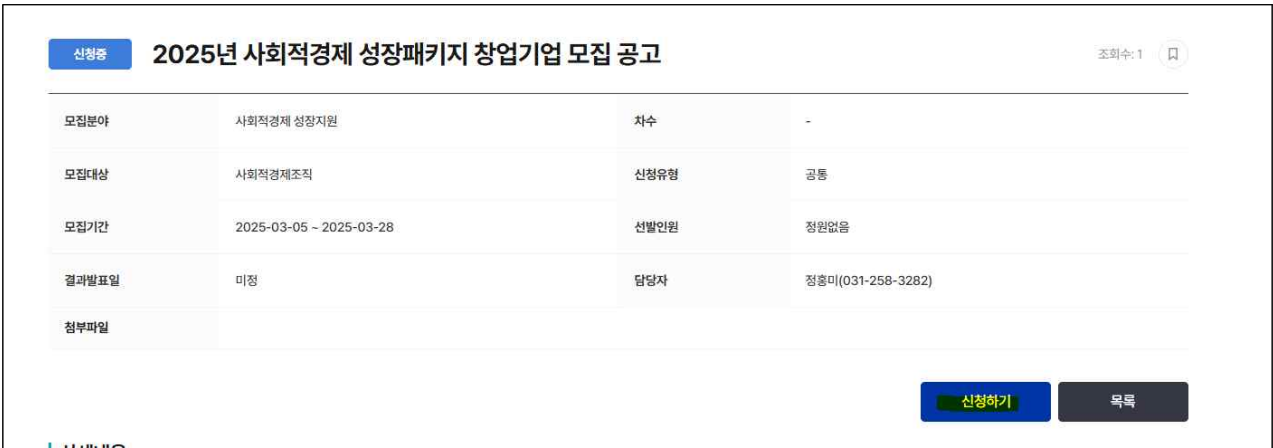 신청중 2025년 사회적경제 성장패키지 창업기업 모집 공고 조회수: 1
모집분야 사회적경제 성장지원 차수 -
모집대상 사회적경제조직 신청유형 공통
모집기간 2025-03-05 ~ 2025-03-28 선발인원 정원없음
결과발표일 미정 담당자 정홍미(031-258-3282)
첨부파일
신청하기 목록